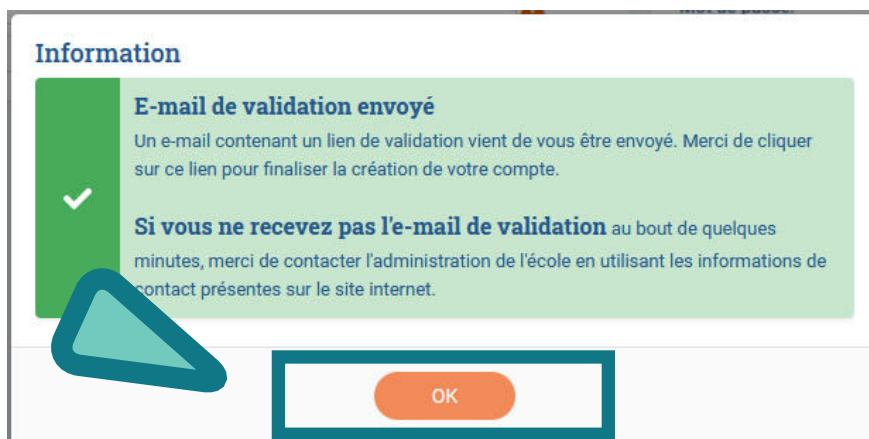 Information
E-mail de validation envoyé
Un e-mail contenant un lien de validation vient de vous être envoyé. Merci de cliquer
sur ce lien pour finaliser la création de votre compte.
Si vous ne recevez pas l'e-mail de validation au bout de quelques
minutes, merci de contacter l'administration de l'école en utilisant les informations de
contact présentes sur le site internet.
OK